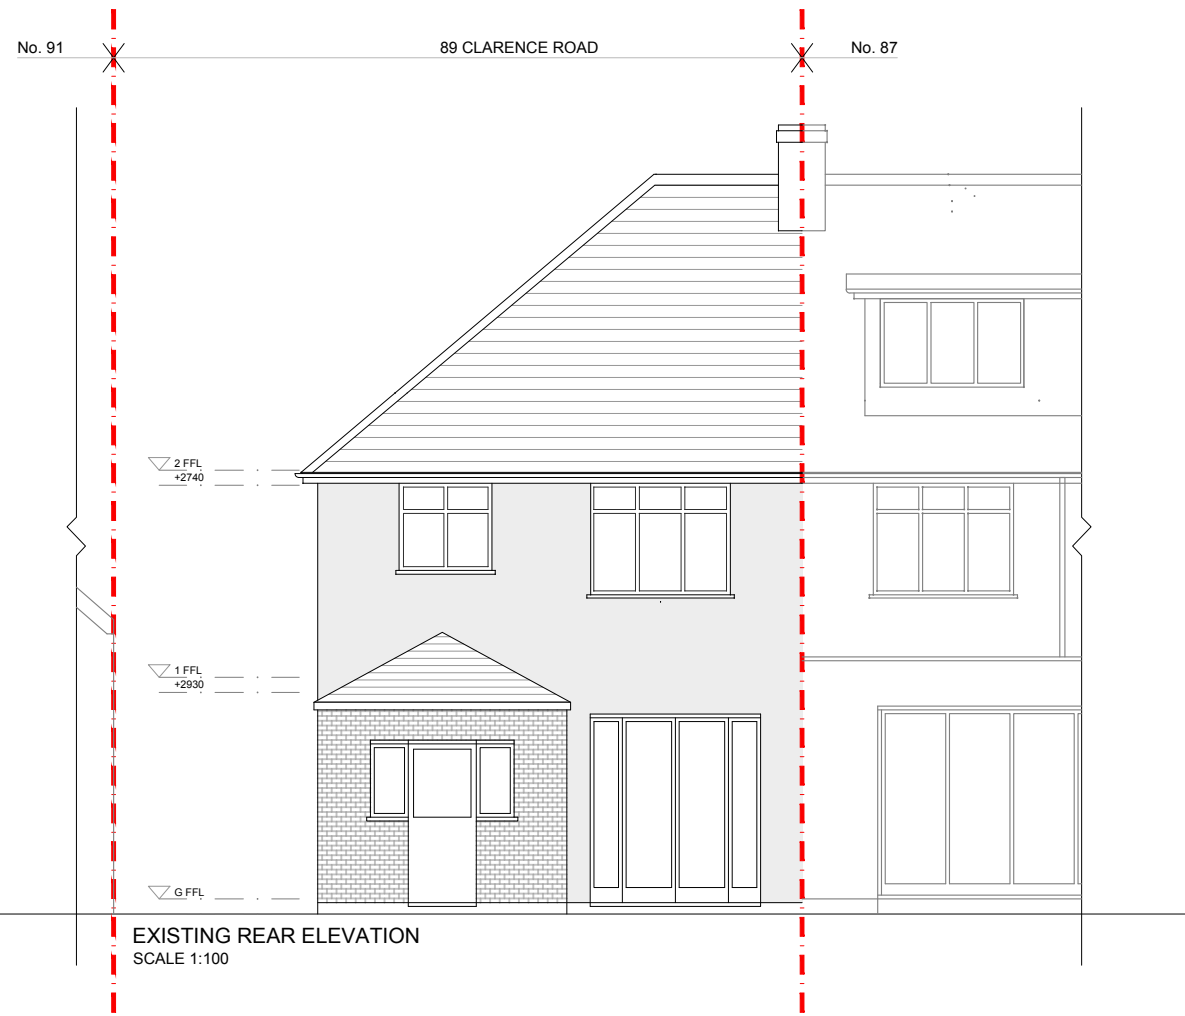 No. 91
89 CLARENCE ROAD
No. 87
2 FFL
+2740
1 FFL
+2930
G FFL
EXISTING REAR ELEVATION
SCALE 1:100